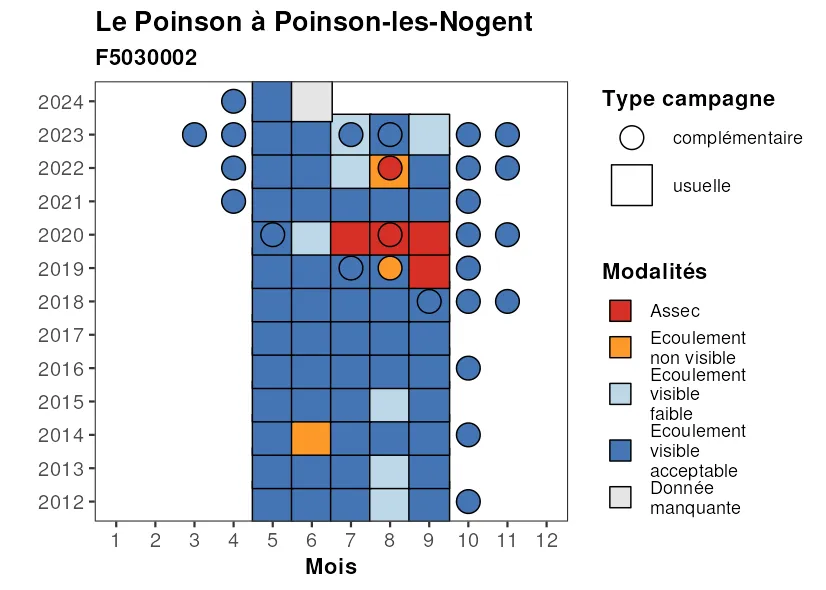 Le Poinson à Poinson-les-Nogent
F5030002
2024
2023
2022
2021
2020
2019
2018
2017
2016
2015
2014
2013
2012
1 2 3 4 5 6 7 8 9 10 11 12
Mois
Type campagne
complémentaire
usuelle
Modalités
Assec
Ecoulement
non visible
Ecoulement
visible
faible
Ecoulement
visible
acceptable
Donnée
manquante